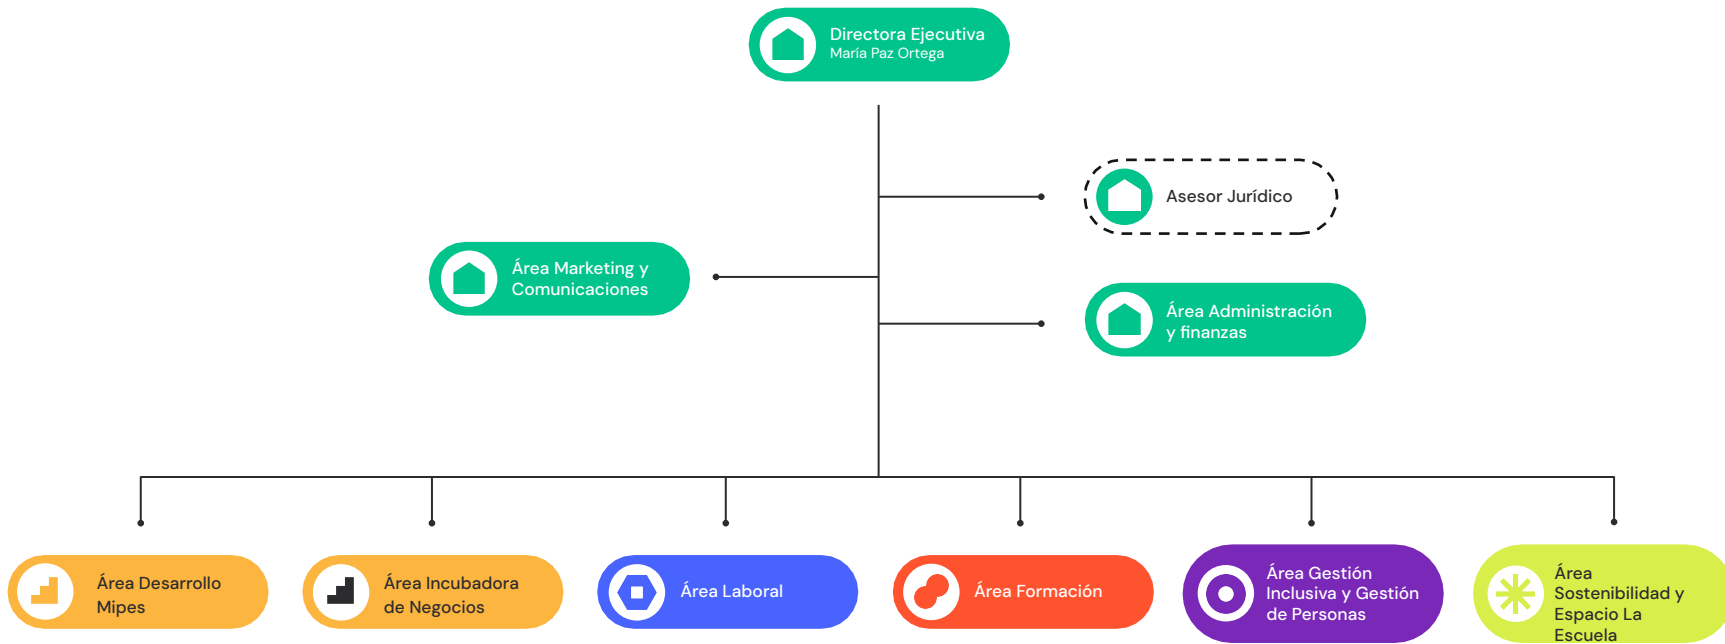 Directora Ejecutiva
María Paz Ortega
Asesor Jurídico
Área Marketing y
Comunicaciones
Área Administración
y finanzas
Área Desarrollo
Mipes
Área Incubadora
de Negocios
Área Laboral
Área Formación
Área Gestión
Inclusiva y Gestión
de Personas
Área
Sostenibilidad y
Espacio La
Escuela